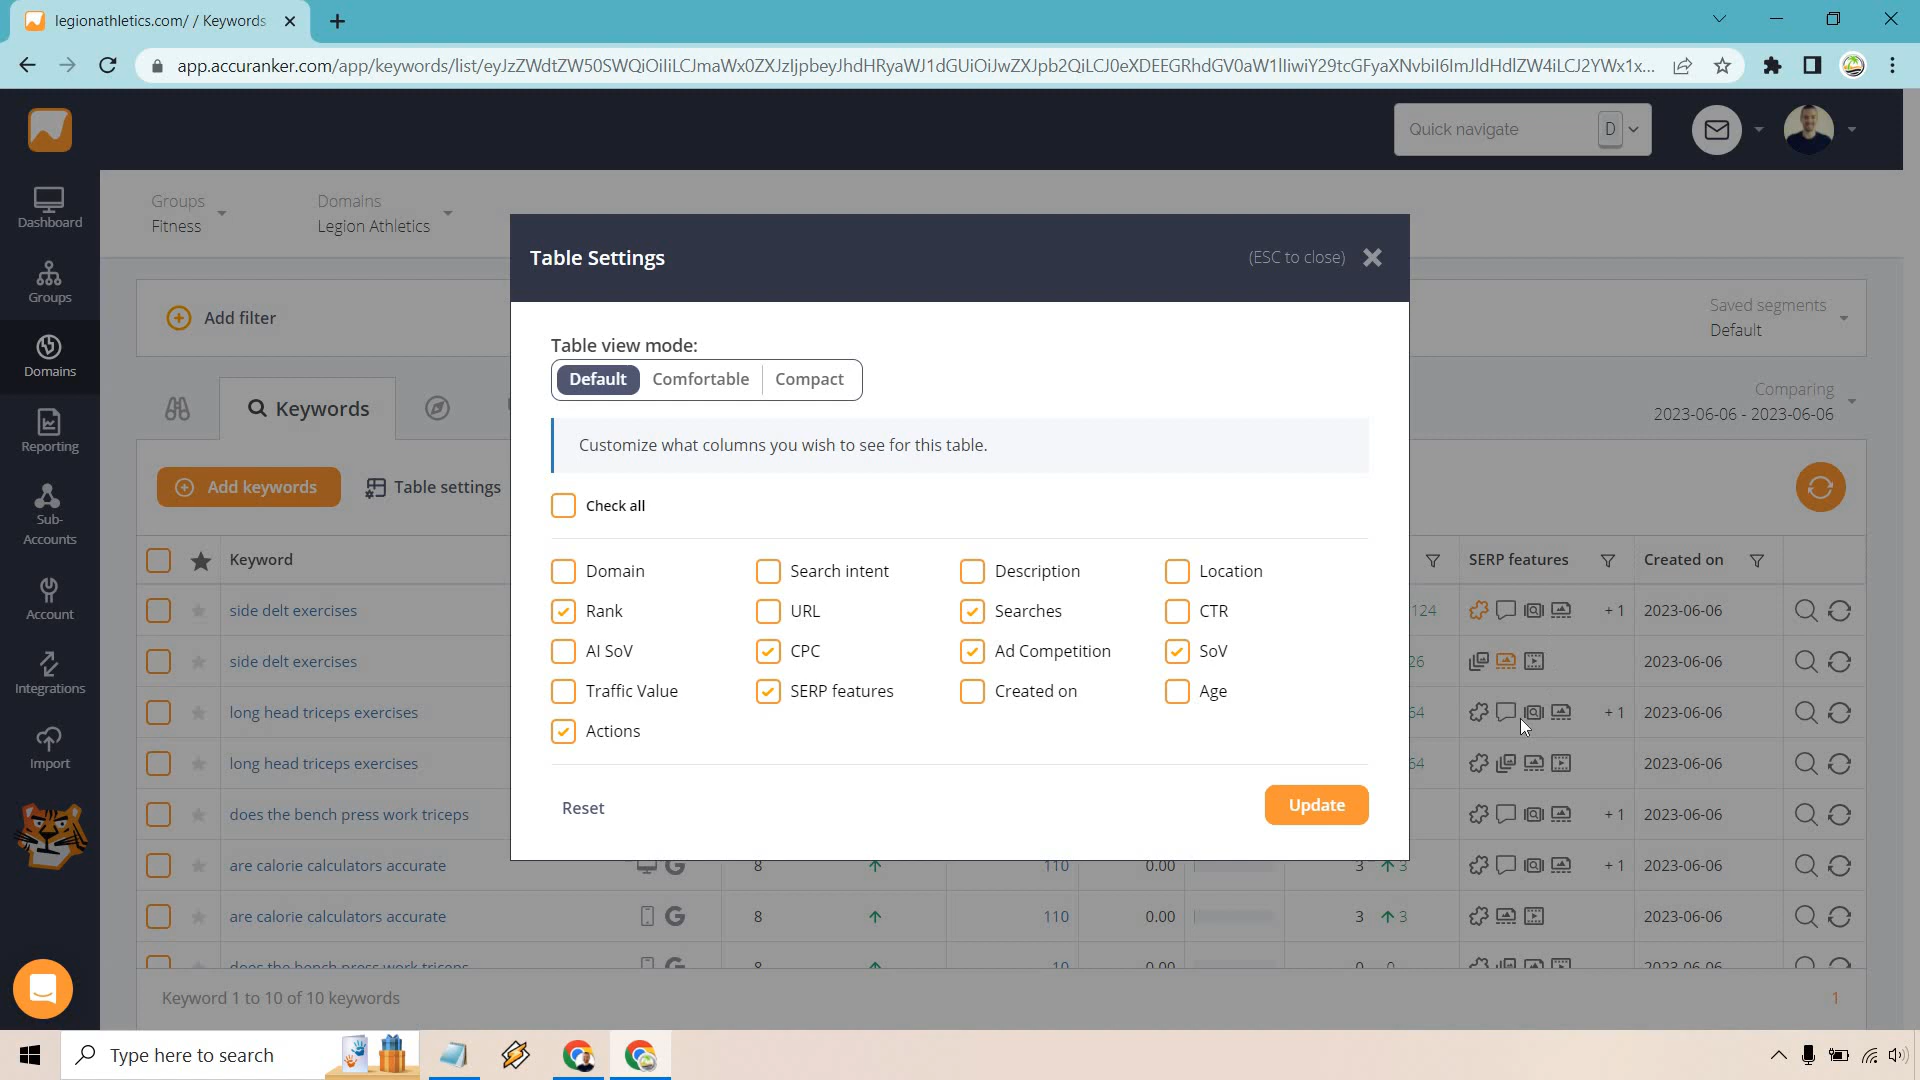 legionathletics.com/ / Keywords
app.accuranker.com/app/keywords/list/
Quick navigate D
Dashboard
Groups
Domains
Reporting
Sub-
Accounts
Account
Integrations
Import
Groups
Fitness
Domains
Legion Athletics
Add filter
Saved segments
Default
Keywords
Comparing
2023-06-06 - 2023-06-06
Add keywords
Table settings
Table Settings
(ESC to close)
Table view mode:
Default Comfortable Compact
Customize what columns you wish to see for this table.
Check all
Domain Search intent Description Location
Rank URL Searches CTR
AI SoV CPC Ad Competition SoV
Traffic Value SERP features Created on Age
Actions
Reset Update
Keyword SERP features Created on
side delt exercises 124 + 1 2023-06-06
side delt exercises 26 2023-06-06
long head triceps exercises 64 + 1 2023-06-06
long head triceps exercises 64 2023-06-06
does the bench press work triceps + 1 2023-06-06
are calorie calculators accurate 8 110 0.00 3 3 + 1 2023-06-06
are calorie calculators accurate 8 110 0.00 3 3 2023-06-06
does the bench press work triceps 8 10 0.00 0 0 2023-06-06
Keyword 1 to 10 of 10 keywords 1
Type here to search